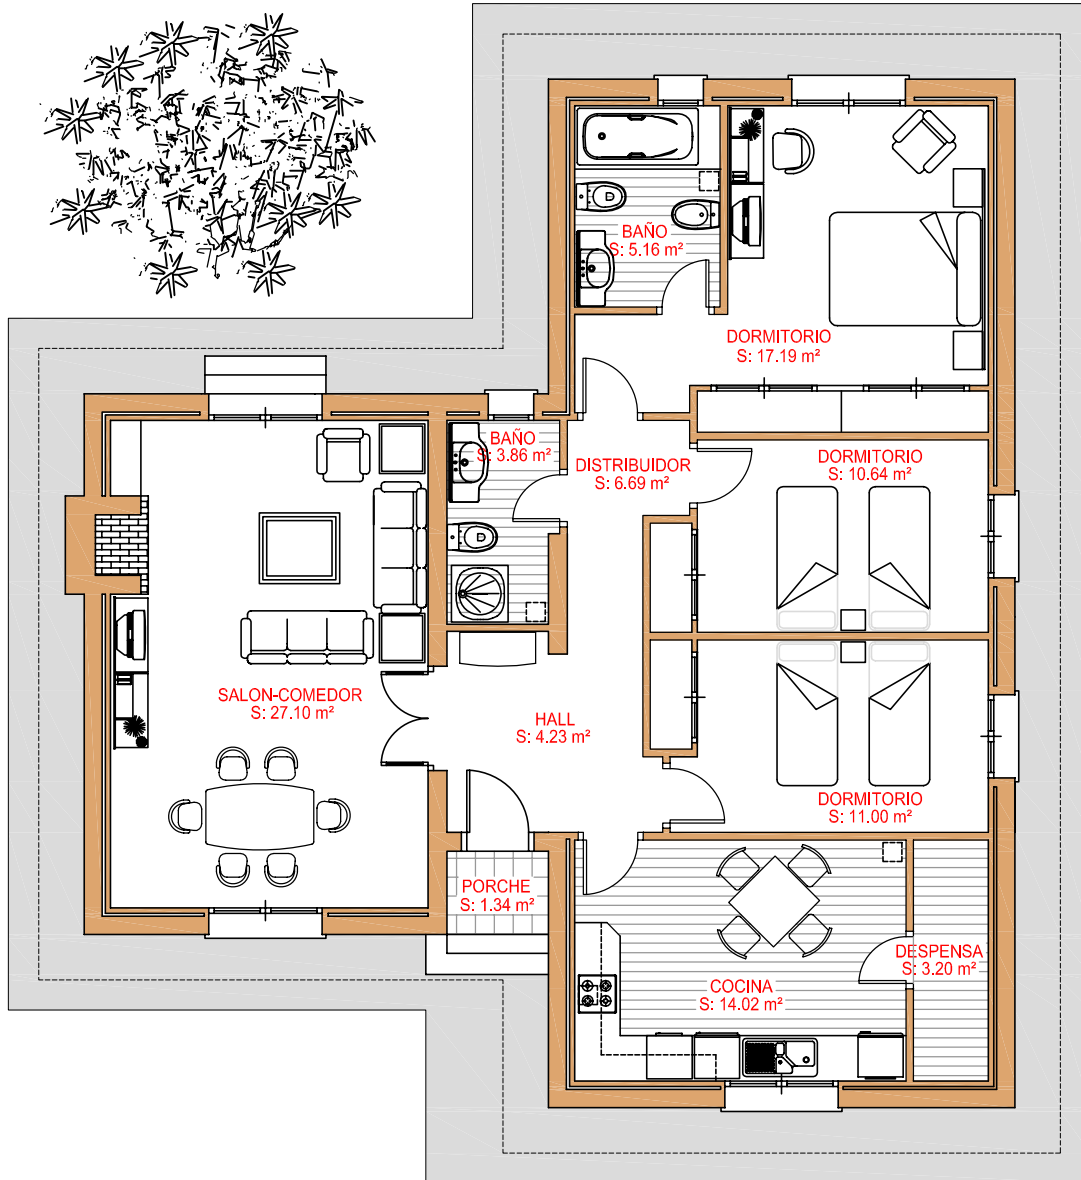 BAÑO
S: 5.16 m²
DORMITORIO
S: 17.19 m²
BAÑO
S: 3.86 m²
DISTRIBUIDOR
S: 6.69 m²
DORMITORIO
S: 10.64 m²
SALON-COMEDOR
S: 27.10 m²
HALL
S: 4.23 m²
DORMITORIO
S: 11.00 m²
PORCHE
S: 1.34 m²
COCINA
S: 14.02 m²
DESPENSA
S: 3.20 m²